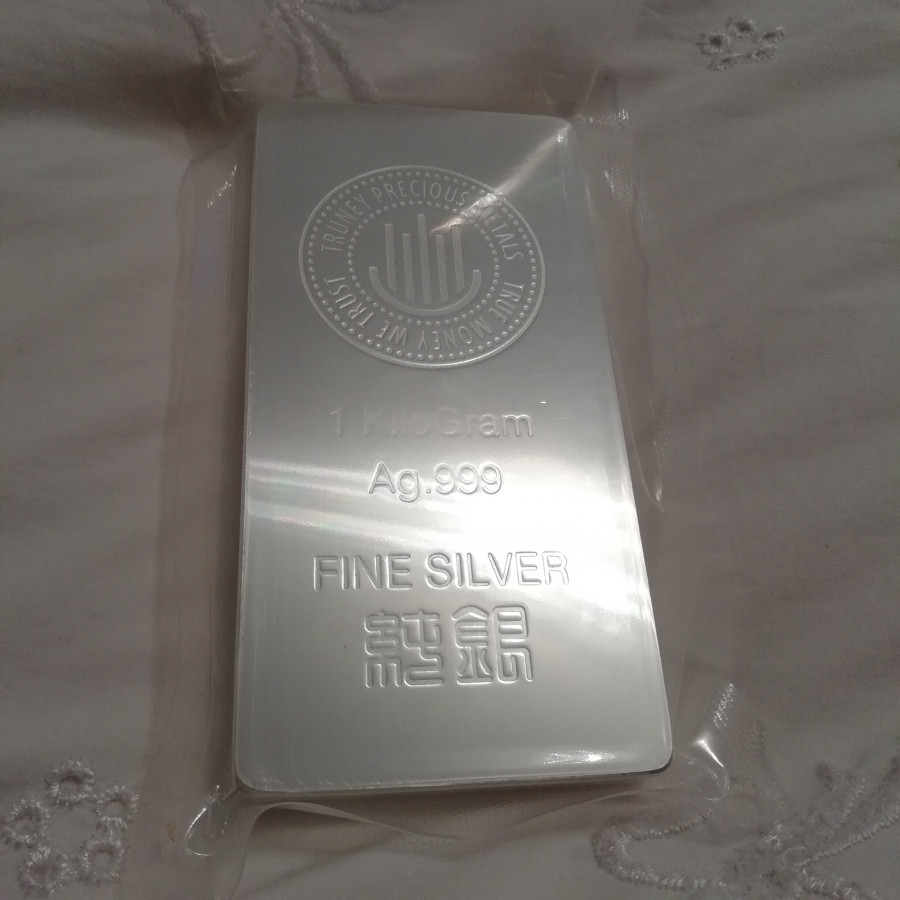 TRUNEY PRECIOUS METALS
TRUE MONEY WE TRUST
1 KiloGram
Ag.999
FINE SILVER
純銀